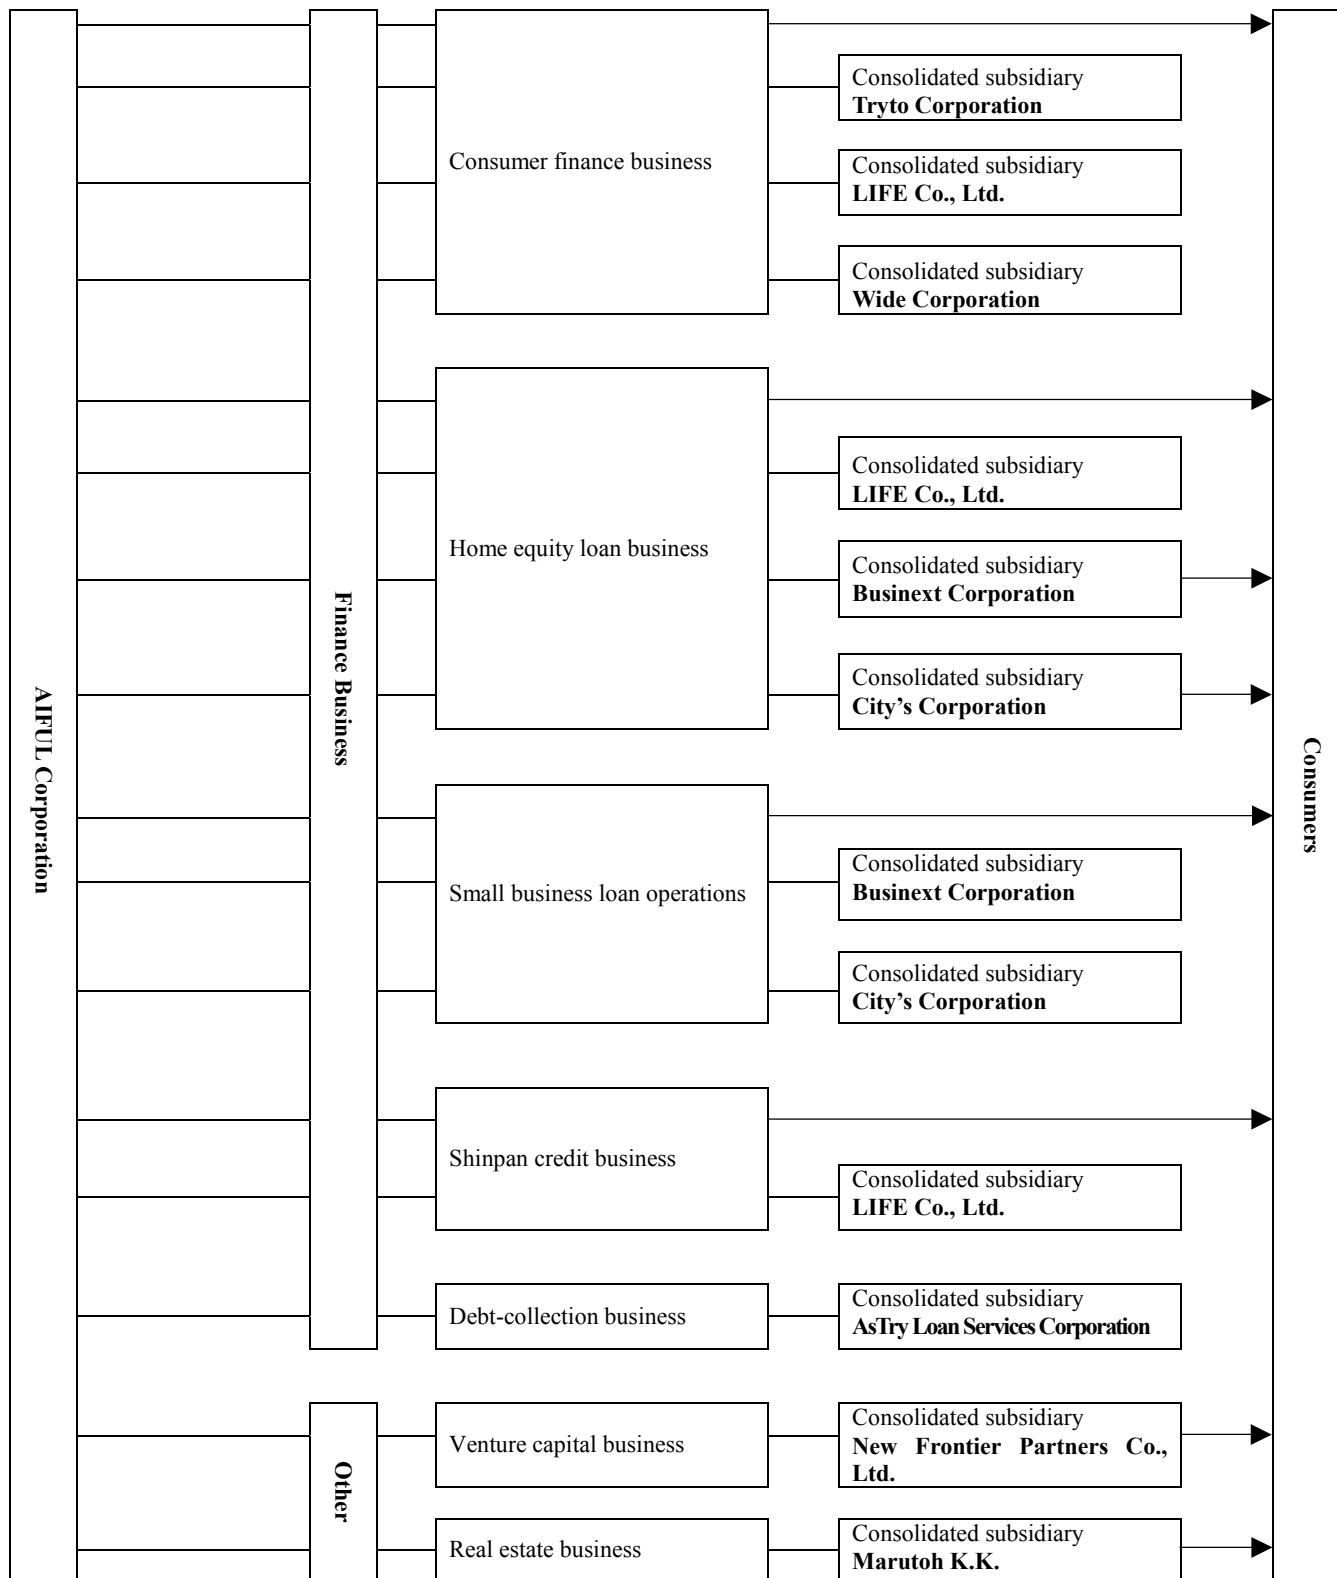 AIFUL Corporation
Finance Business
Consumer finance business
Consolidated subsidiary
Tryto Corporation
Consolidated subsidiary
LIFE Co., Ltd.
Consolidated subsidiary
Wide Corporation
Home equity loan business
Consolidated subsidiary
LIFE Co., Ltd.
Consolidated subsidiary
Businext Corporation
Consolidated subsidiary
City’s Corporation
Small business loan operations
Consolidated subsidiary
Businext Corporation
Consolidated subsidiary
City’s Corporation
Shinpan credit business
Consolidated subsidiary
LIFE Co., Ltd.
Debt-collection business
Consolidated subsidiary
AsTry Loan Services Corporation
Other
Venture capital business
Consolidated subsidiary
New Frontier Partners Co.,
Ltd.
Real estate business
Consolidated subsidiary
Marutoh K.K.
Consumers